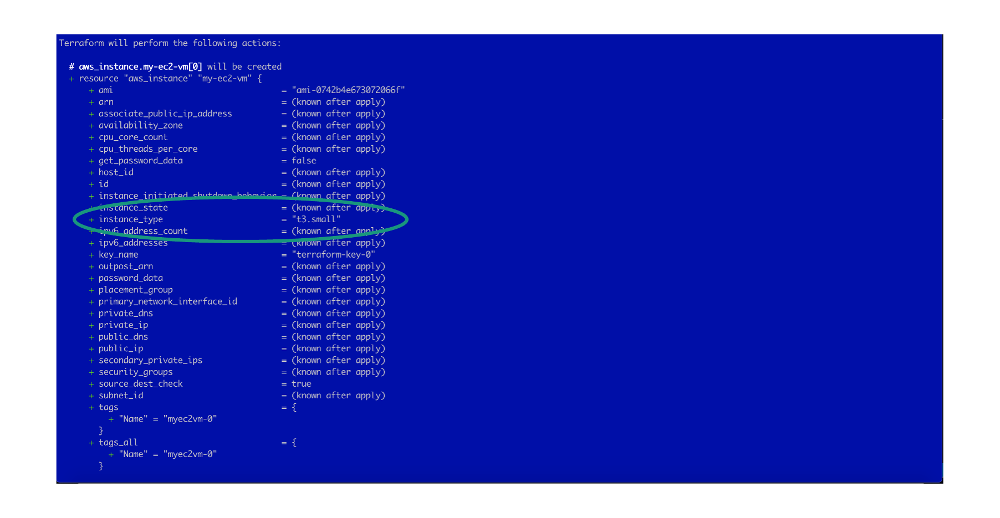 Terraform will perform the following actions:
# aws_instance.my-ec2-vm[0] will be created
+ resource "aws_instance" "my-ec2-vm" {
+ ami = "ami-0742b4e673072066f"
+ arn = (known after apply)
+ associate_public_ip_address = (known after apply)
+ availability_zone = (known after apply)
+ cpu_core_count = (known after apply)
+ cpu_threads_per_core = (known after apply)
+ get_password_data = false
+ host_id = (known after apply)
+ id = (known after apply)
+ instance_initiated_shutdown_behavior = (known after apply)
+ instance_state = (known after apply)
+ instance_type = "t3.small"
+ ipv6_address_count = (known after apply)
+ ipv6_addresses = (known after apply)
+ key_name = "terraform-key-0"
+ outpost_arn = (known after apply)
+ password_data = (known after apply)
+ placement_group = (known after apply)
+ primary_network_interface_id = (known after apply)
+ private_dns = (known after apply)
+ private_ip = (known after apply)
+ public_dns = (known after apply)
+ public_ip = (known after apply)
+ secondary_private_ips = (known after apply)
+ security_groups = (known after apply)
+ source_dest_check = true
+ subnet_id = (known after apply)
+ tags = {
+ "Name" = "myec2vm-0"
}
+ tags_all = {
+ "Name" = "myec2vm-0"
}